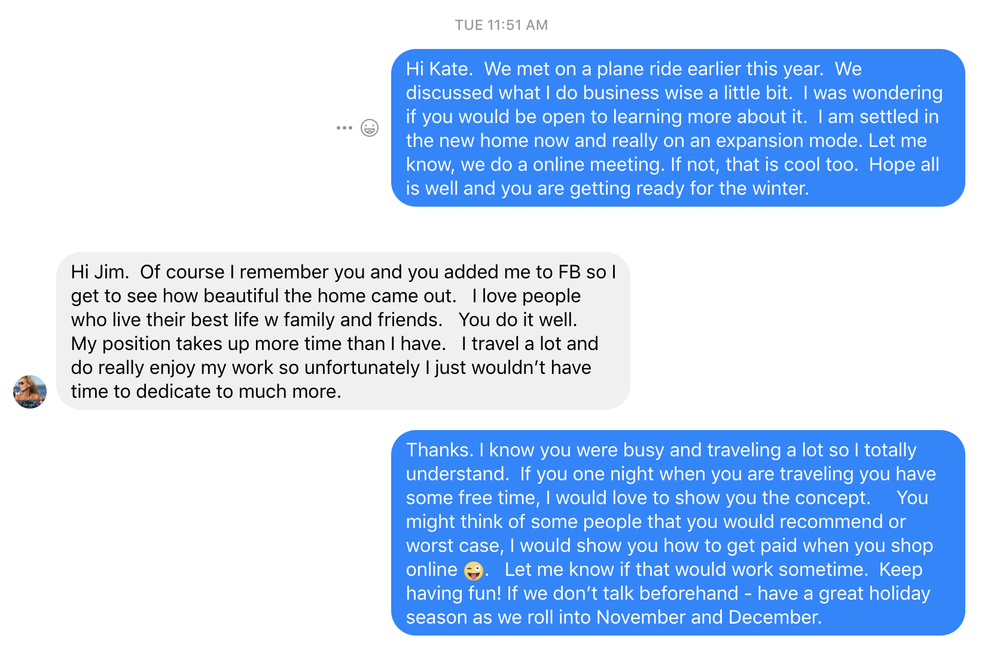 TUE 11:51 AM
Hi Kate.  We met on a plane ride earlier this year.  We
discussed what I do business wise a little bit.  I was wondering
if you would be open to learning more about it.  I am settled in
the new home now and really on an expansion mode. Let me
know, we do a online meeting. If not, that is cool too.  Hope all
is well and you are getting ready for the winter.
Hi Jim.  Of course I remember you and you added me to FB so I
get to see how beautiful the home came out.   I love people
who live their best life w family and friends.   You do it well.
My position takes up more time than I have.   I travel a lot and
do really enjoy my work so unfortunately I just wouldn’t have
time to dedicate to much more.
Thanks. I know you were busy and traveling a lot so I totally
understand.  If you one night when you are traveling you have
some free time, I would love to show you the concept.     You
might think of some people that you would recommend or
worst case, I would show you how to get paid when you shop
online 😜.   Let me know if that would work sometime.  Keep
having fun! If we don’t talk beforehand - have a great holiday
season as we roll into November and December.